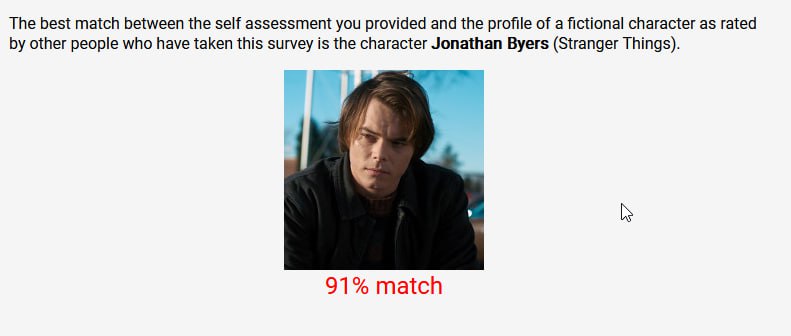 The best match between the self assessment you provided and the profile of a fictional character as rated
by other people who have taken this survey is the character Jonathan Byers (Stranger Things).
91% match